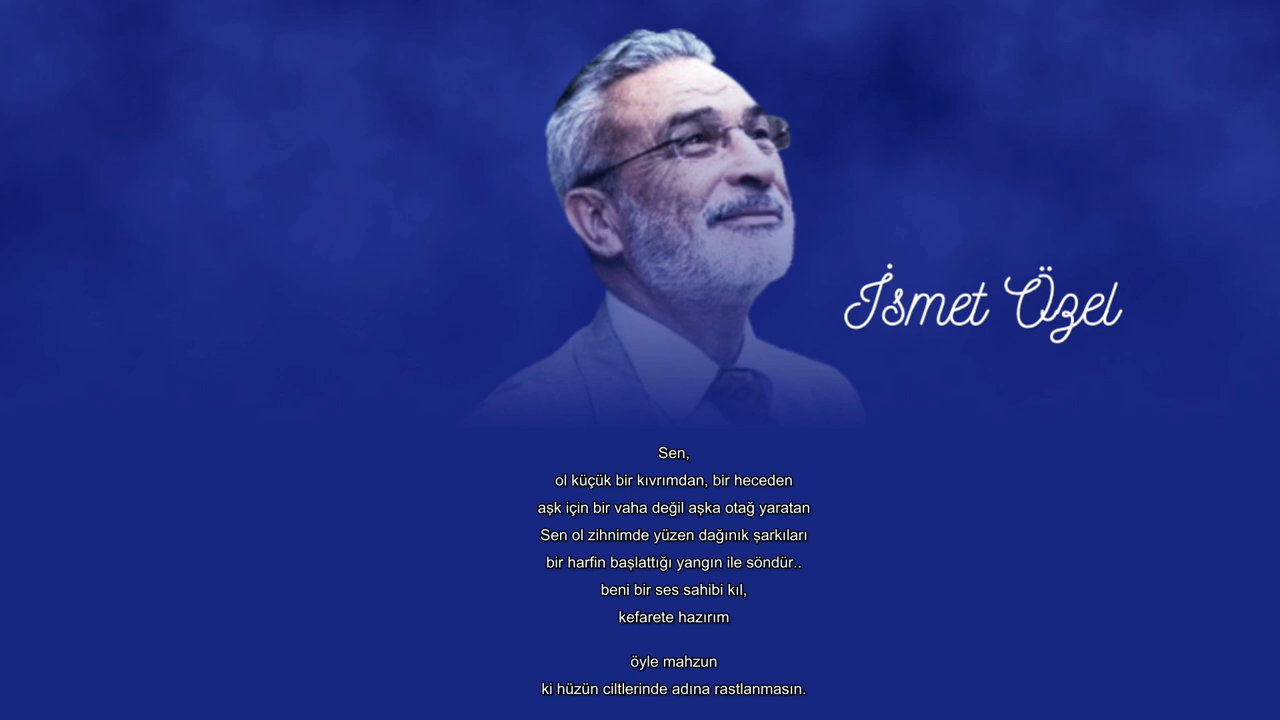 İsmet Özel
Sen,
ol küçük bir kıvrımdan, bir heceden
aşk için bir vaha değil aşka otağ yaratan
Sen ol zihnimde yüzen dağınık şarkıları
bir harfin başlattığı yangın ile söndür..
beni bir ses sahibi kıl,
kefarete hazırım
öyle mahzun
ki hüzün ciltlerinde adına rastlanmasın.